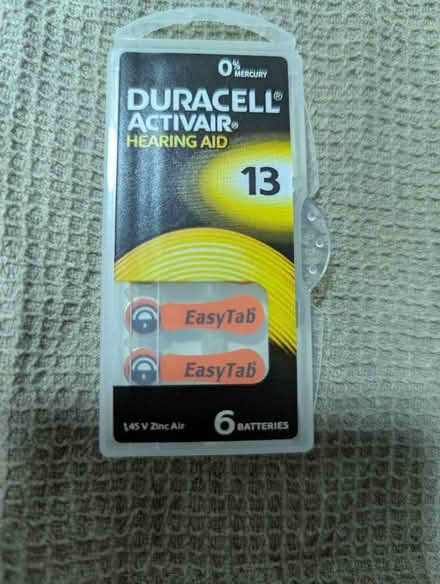 0% MERCURY
DURACELL®
ACTIVAIR®
HEARING AID
13
EasyTab
EasyTab
1,45 V Zinc Air
6 BATTERIES